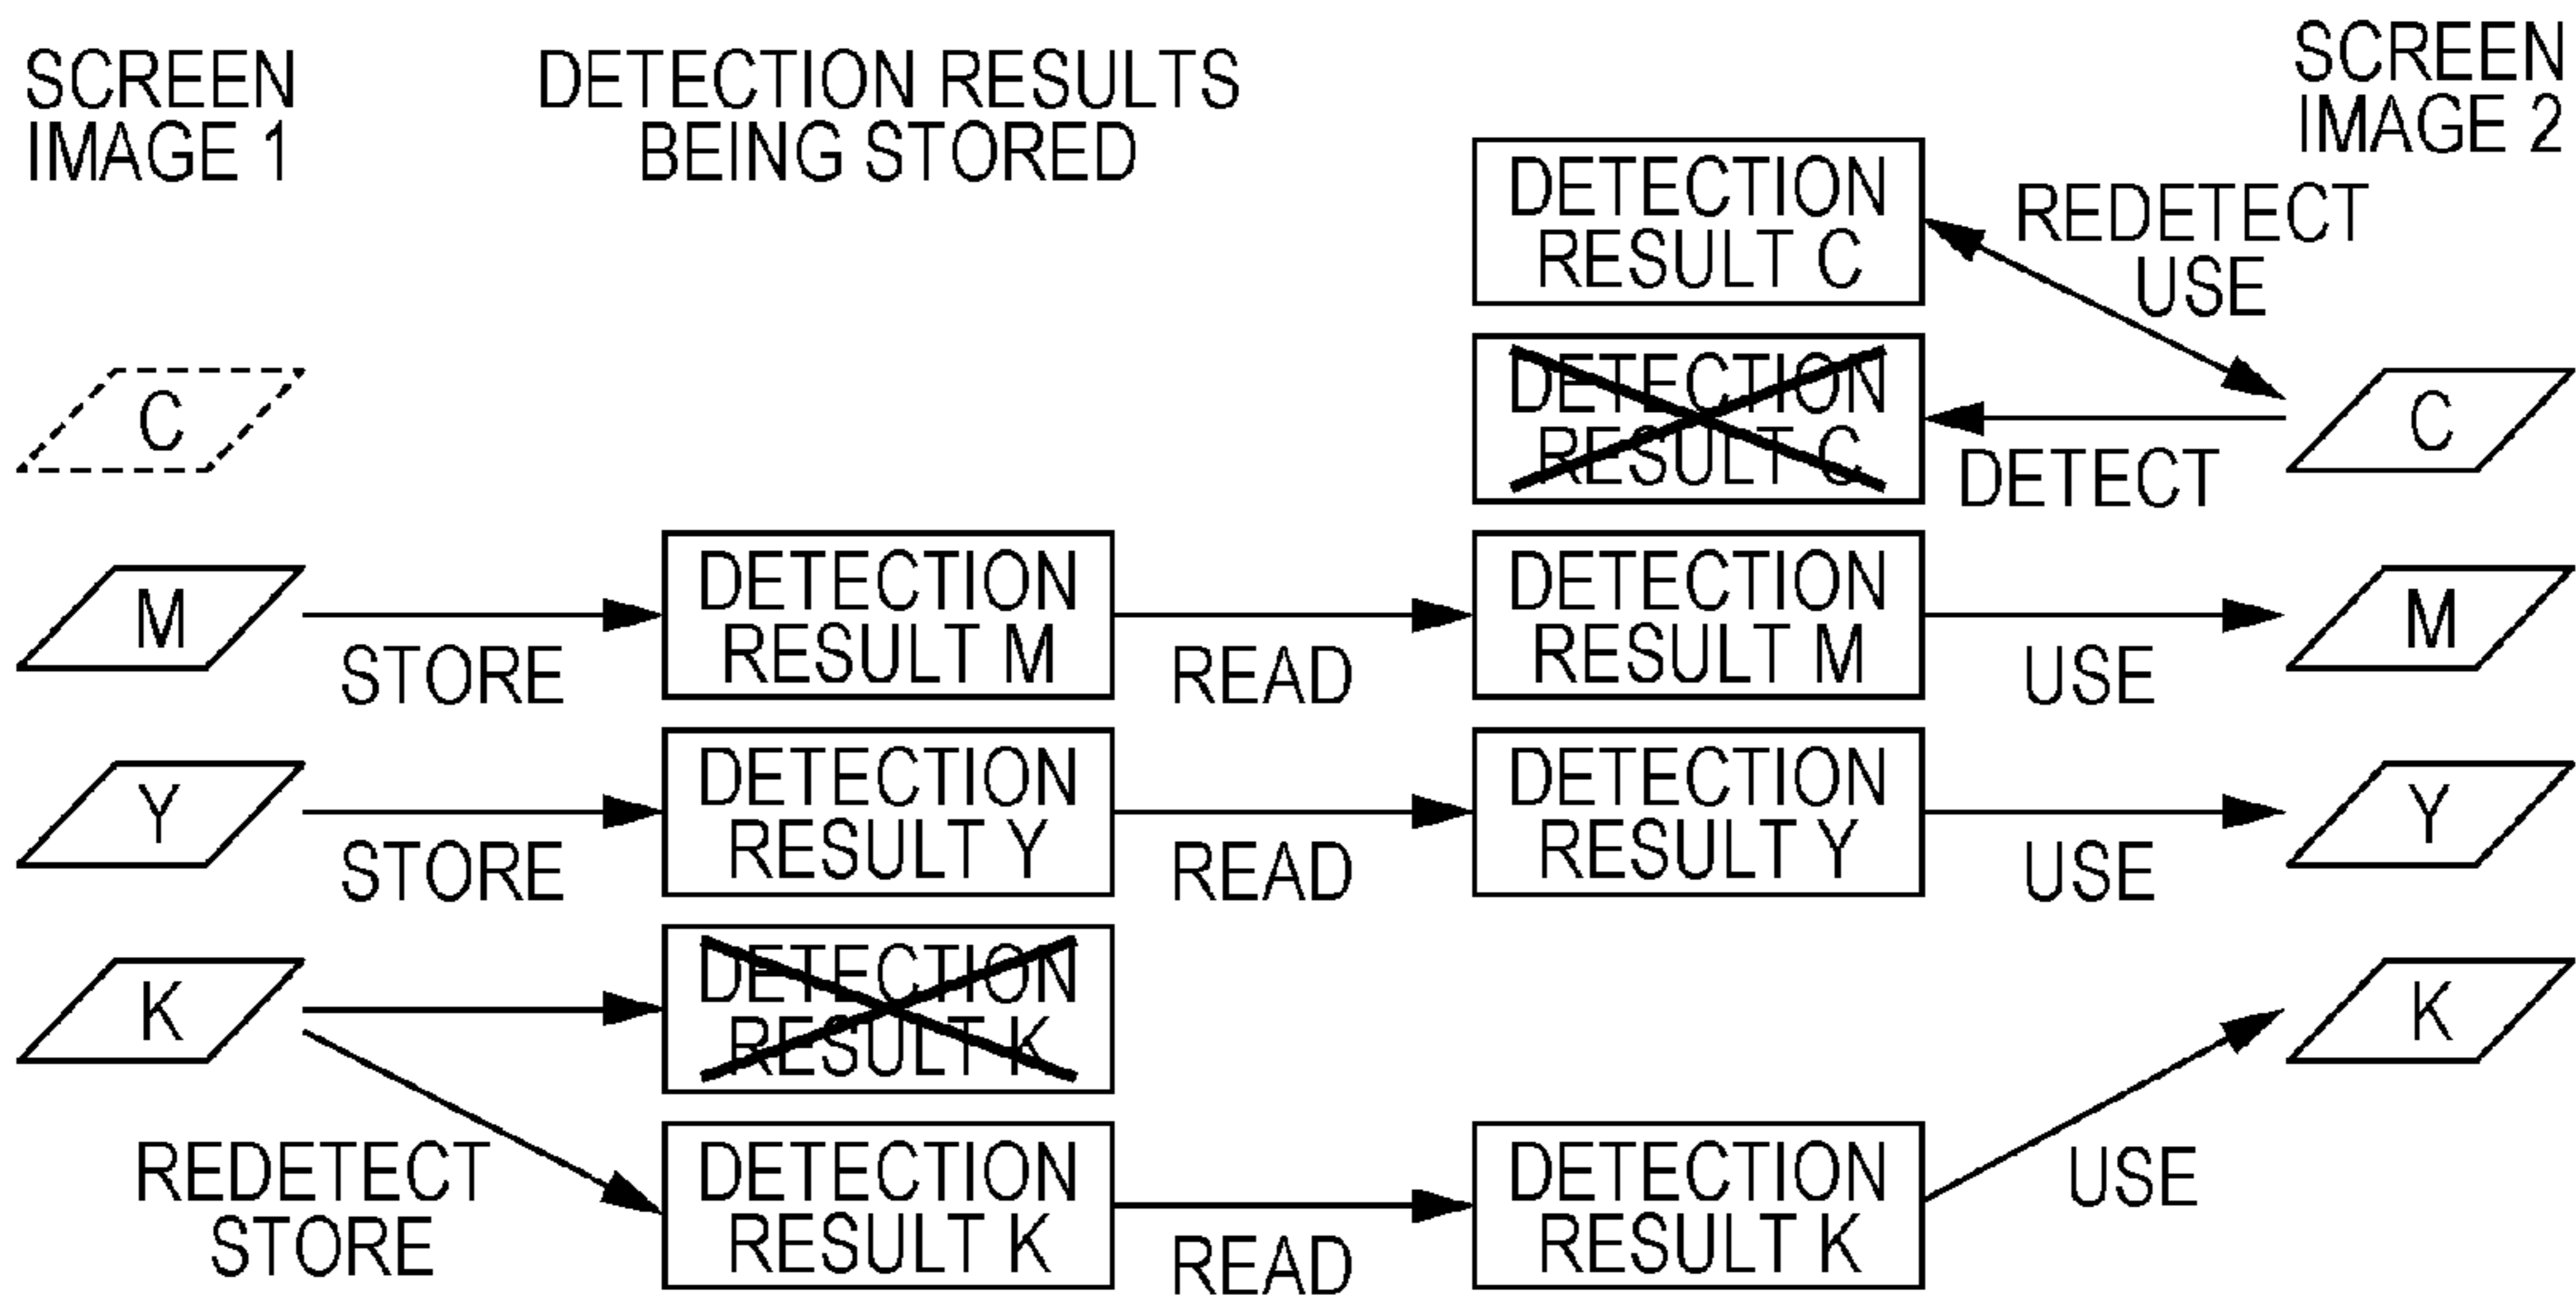 SCREEN
IMAGE 1
DETECTION RESULTS
BEING STORED
SCREEN
IMAGE 2
DETECTION
RESULT C
REDETECT
USE
C
DETECTION
RESULT C
DETECT
C
M
STORE
DETECTION
RESULT M
READ
DETECTION
RESULT M
USE
M
Y
STORE
DETECTION
RESULT Y
READ
DETECTION
RESULT Y
USE
Y
K
DETECTION
RESULT K
K
REDETECT
STORE
DETECTION
RESULT K
READ
DETECTION
RESULT K
USE